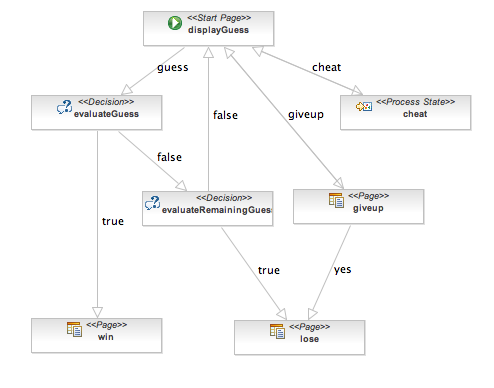 <<Start Page>>
displayGuess
guess
cheat
<<Decision>>
evaluateGuess
false
giveup
<<Process State>>
cheat
false
<<Decision>>
evaluateRemainingGuess
<<Page>>
giveup
true
true
yes
<<Page>>
win
<<Page>>
lose